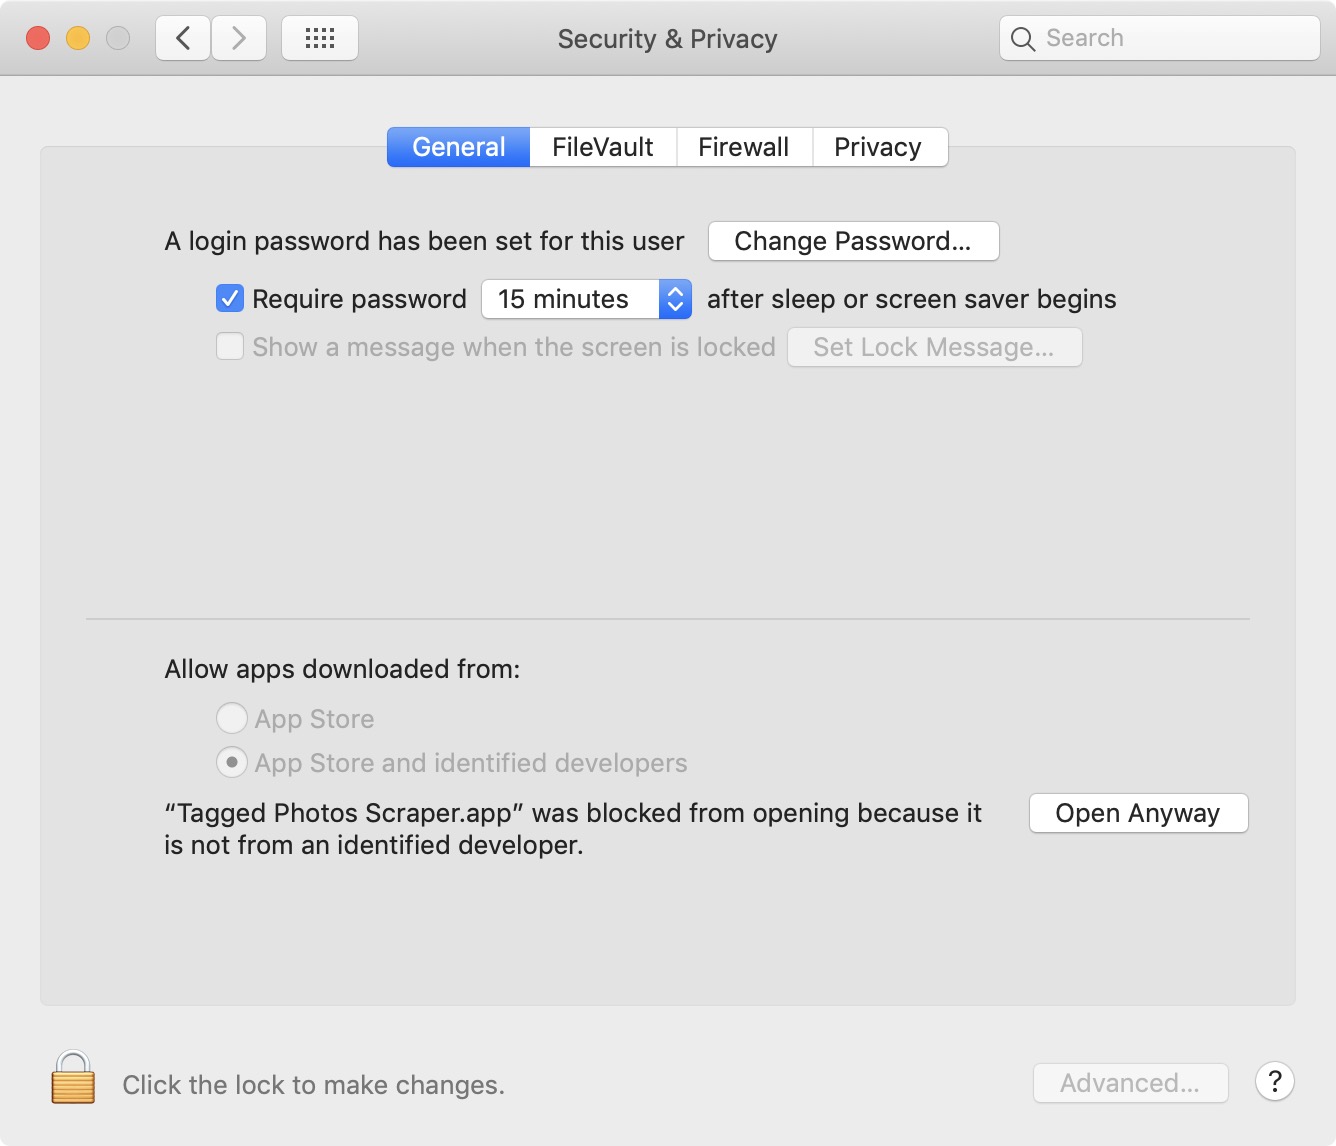 Security & Privacy
Search
General FileVault Firewall Privacy
A login password has been set for this user Change Password...
Require password 15 minutes after sleep or screen saver begins
Show a message when the screen is locked Set Lock Message...
Allow apps downloaded from:
App Store
App Store and identified developers
“Tagged Photos Scraper.app” was blocked from opening because it Open Anyway
is not from an identified developer.
Click the lock to make changes. Advanced... ?